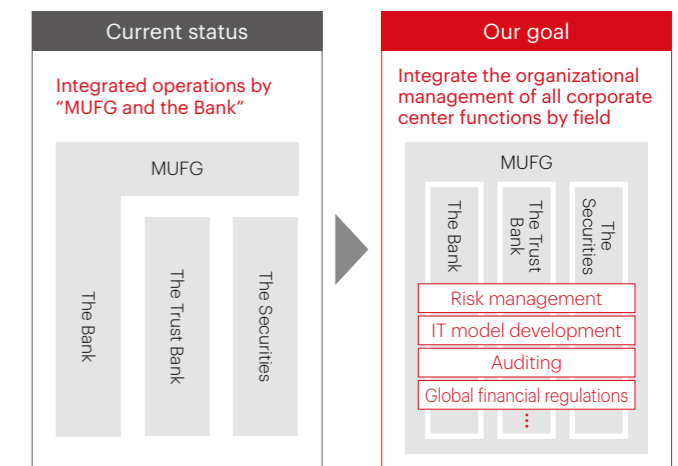 Current status
Integrated operations by
“MUFG and the Bank”
MUFG
The Bank
The Trust Bank
The Securities
Our goal
Integrate the organizational
management of all corporate
center functions by field
MUFG
The Bank
The Trust
Bank
The
Securities
Risk management
IT model development
Auditing
Global financial regulations
…